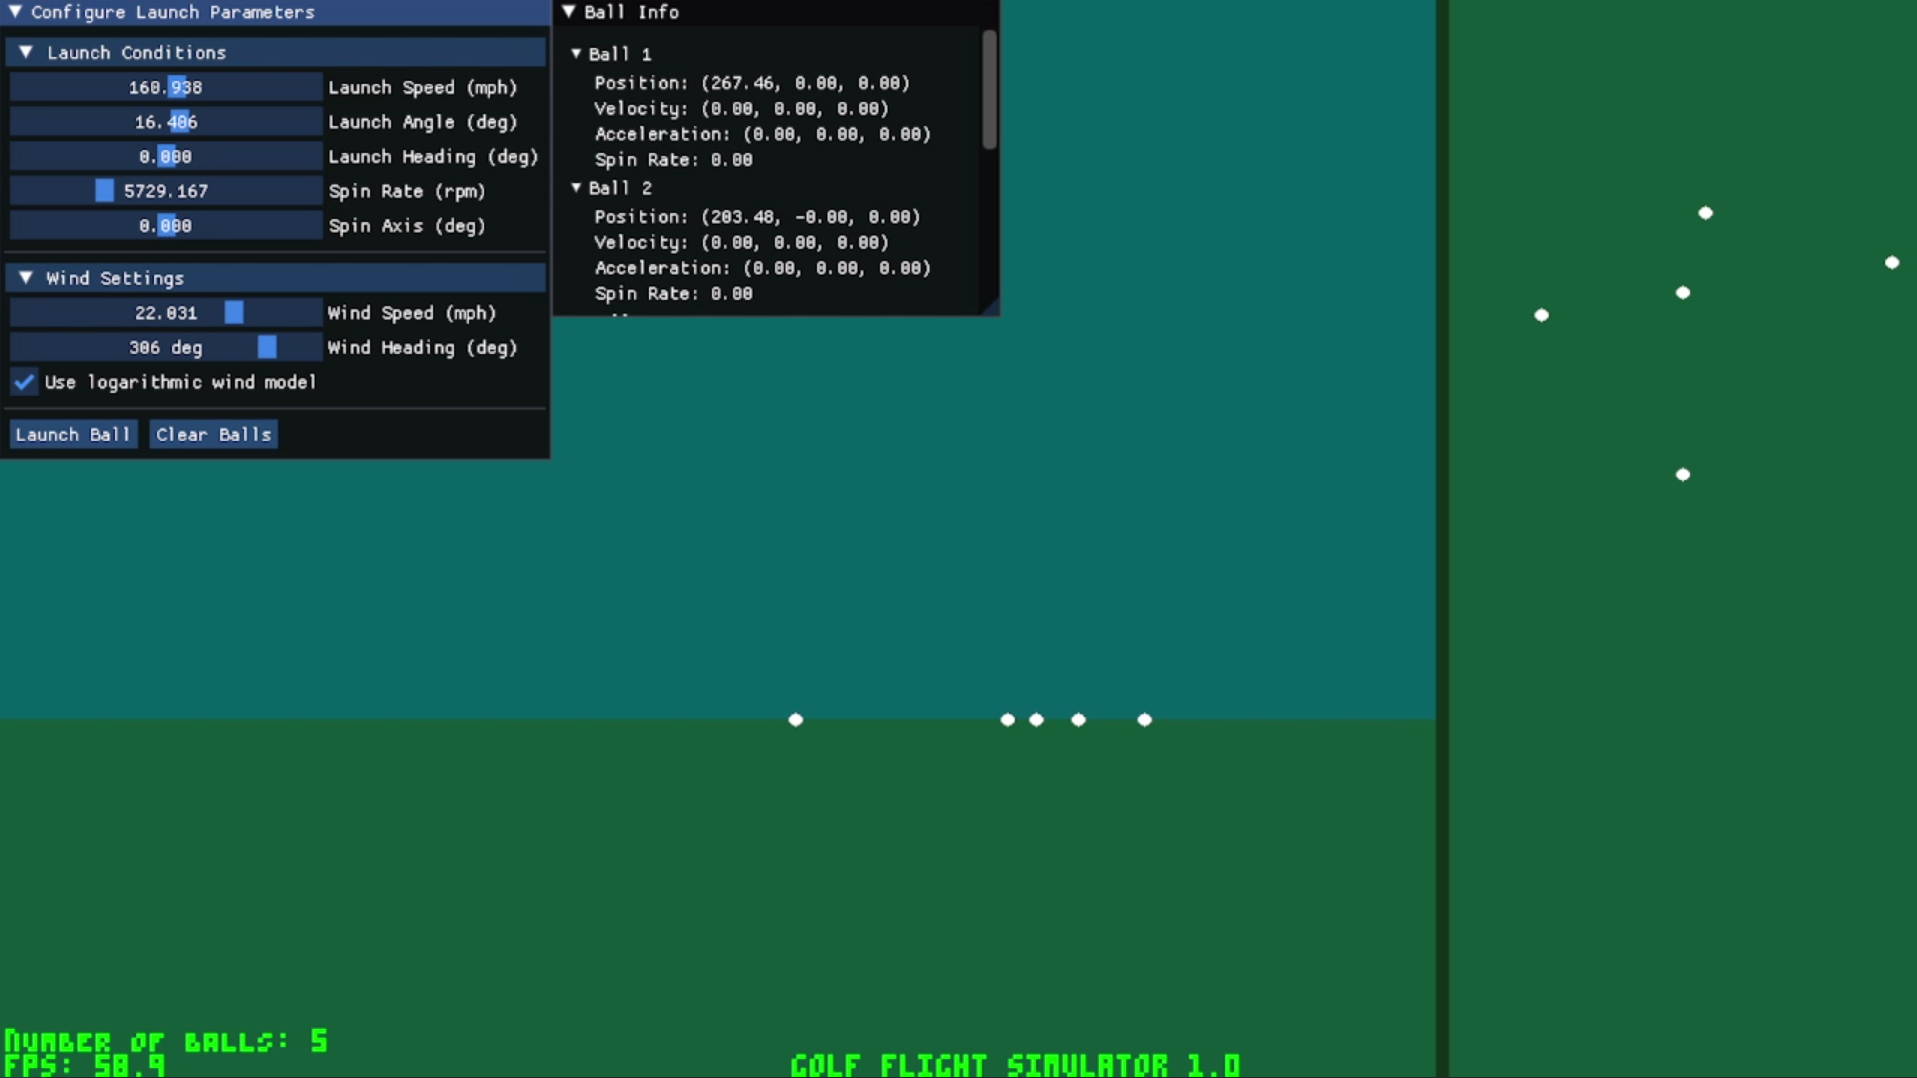 Configure Launch Parameters
Launch Conditions
160.938 Launch Speed (mph)
16.406 Launch Angle (deg)
0.000 Launch Heading (deg)
5729.167 Spin Rate (rpm)
0.000 Spin Axis (deg)
Wind Settings
22.031 Wind Speed (mph)
306 deg Wind Heading (deg)
Use logarithmic wind model
Launch Ball Clear Balls
Ball Info
Ball 1
Position: (267.46, 0.00, 0.00)
Velocity: (0.00, 0.00, 0.00)
Acceleration: (0.00, 0.00, 0.00)
Spin Rate: 0.00
Ball 2
Position: (203.48, -0.00, 0.00)
Velocity: (0.00, 0.00, 0.00)
Acceleration: (0.00, 0.00, 0.00)
Spin Rate: 0.00
NUMBER OF BALLS: 5
FPS: 58.9
GOLF FLIGHT SIMULATOR 1.0